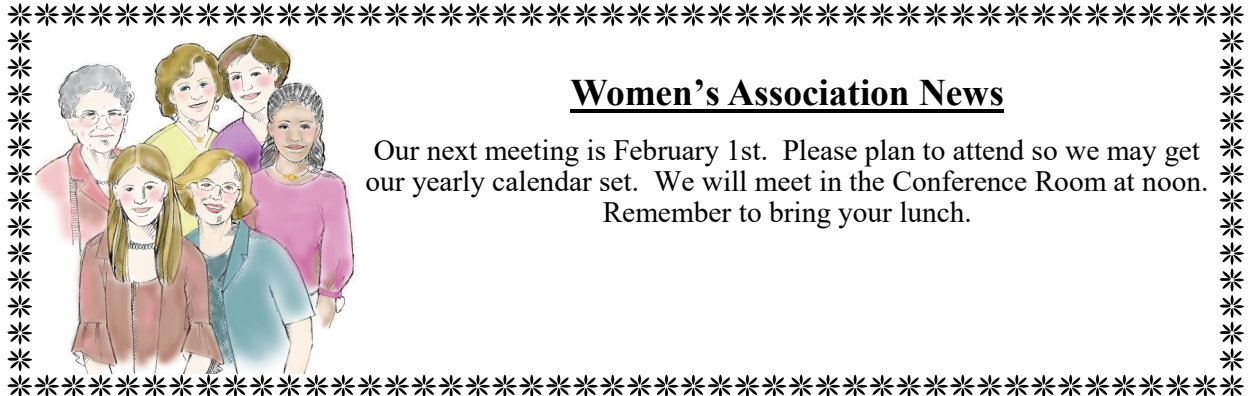 Women’s Association News
Our next meeting is February 1st.  Please plan to attend so we may get
our yearly calendar set.  We will meet in the Conference Room at noon.
Remember to bring your lunch.